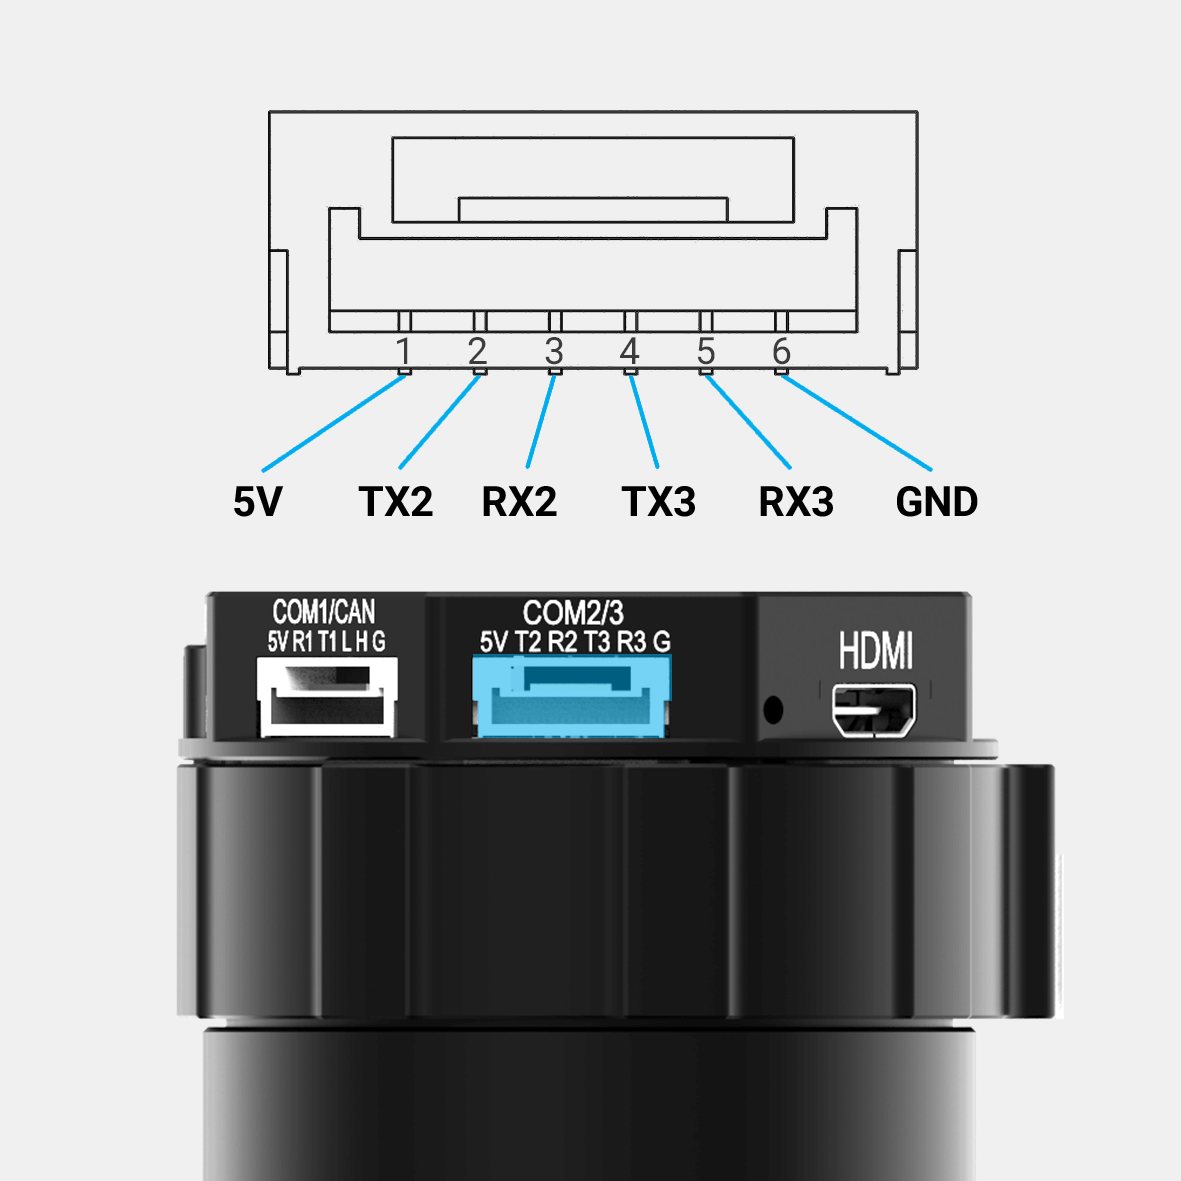 1 2 3 4 5 6
5V TX2 RX2 TX3 RX3 GND
COM1/CAN
5V R1 T1 L H G
COM2/3
5V T2 R2 T3 R3 G
HDMI